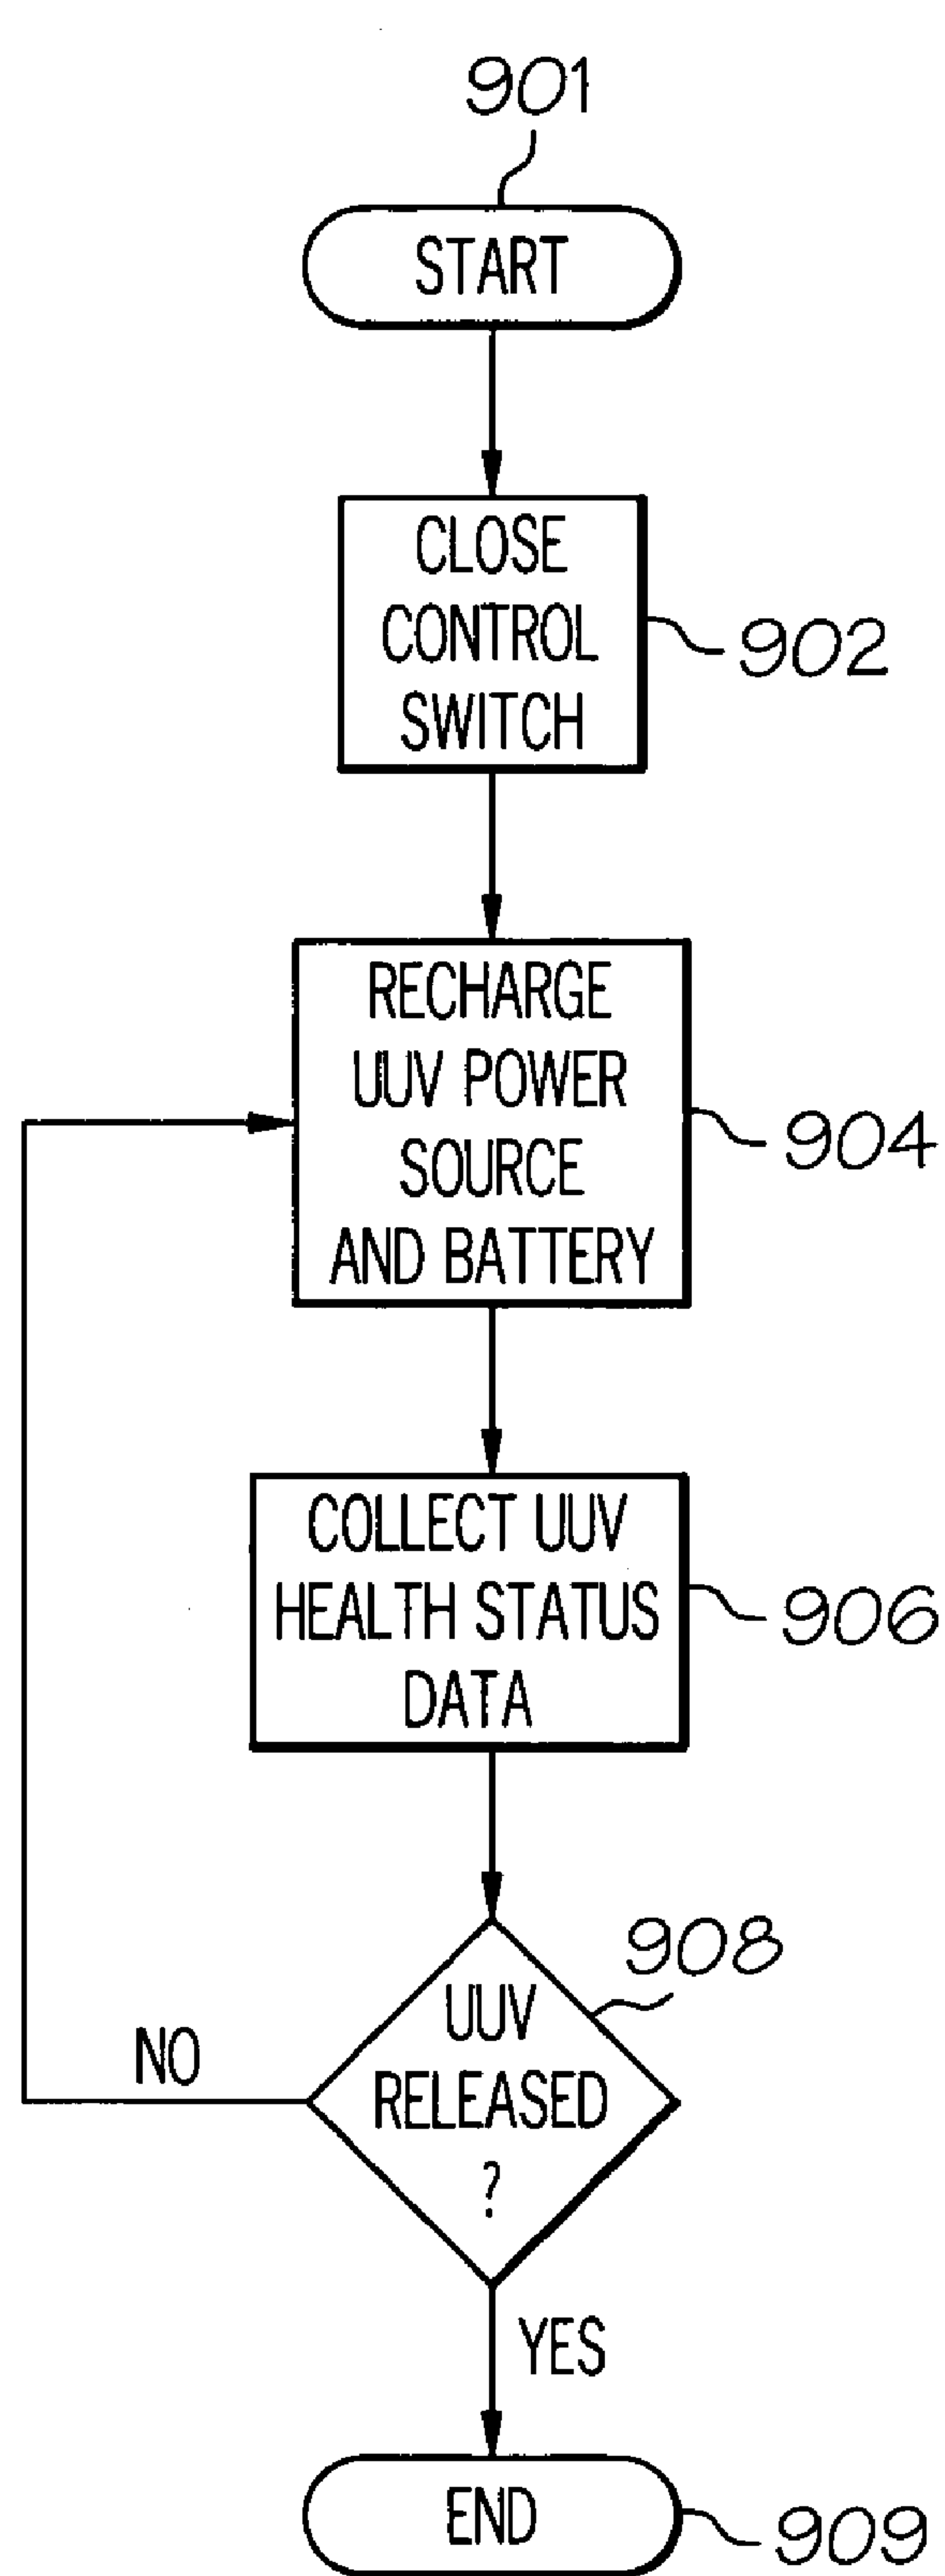 901
START
CLOSE
CONTROL
SWITCH
902
RECHARGE
UUV POWER
SOURCE
AND BATTERY
904
COLLECT UUV
HEALTH STATUS
DATA
906
908
UUV
RELEASED
?
NO
YES
END
909